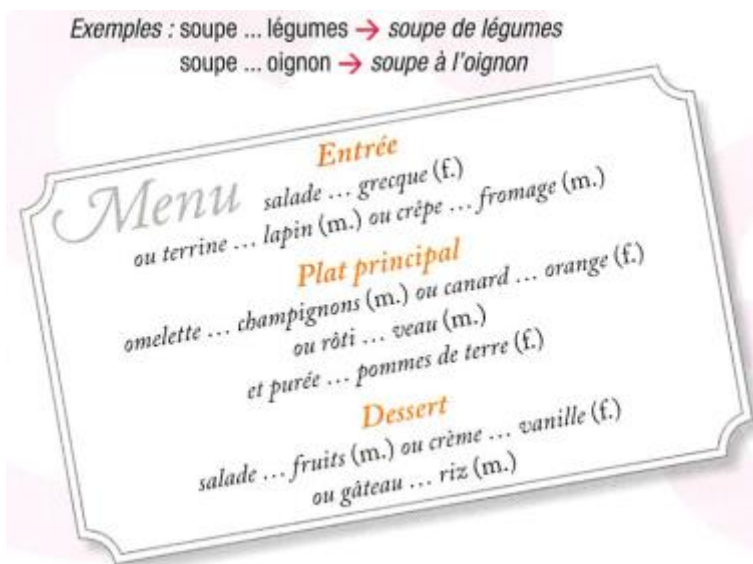 Exemples : soupe ... légumes → soupe de légumes
soupe ... oignon → soupe à l'oignon
Menu
Entrée
salade ... grecque (f.)
ou terrine ... lapin (m.) ou crêpe ... fromage (m.)
Plat principal
omelette ... champignons (m.) ou canard ... orange (f.)
ou rôti ... veau (m.)
et purée ... pommes de terre (f.)
Dessert
salade ... fruits (m.) ou crème ... vanille (f.)
ou gâteau ... riz (m.)